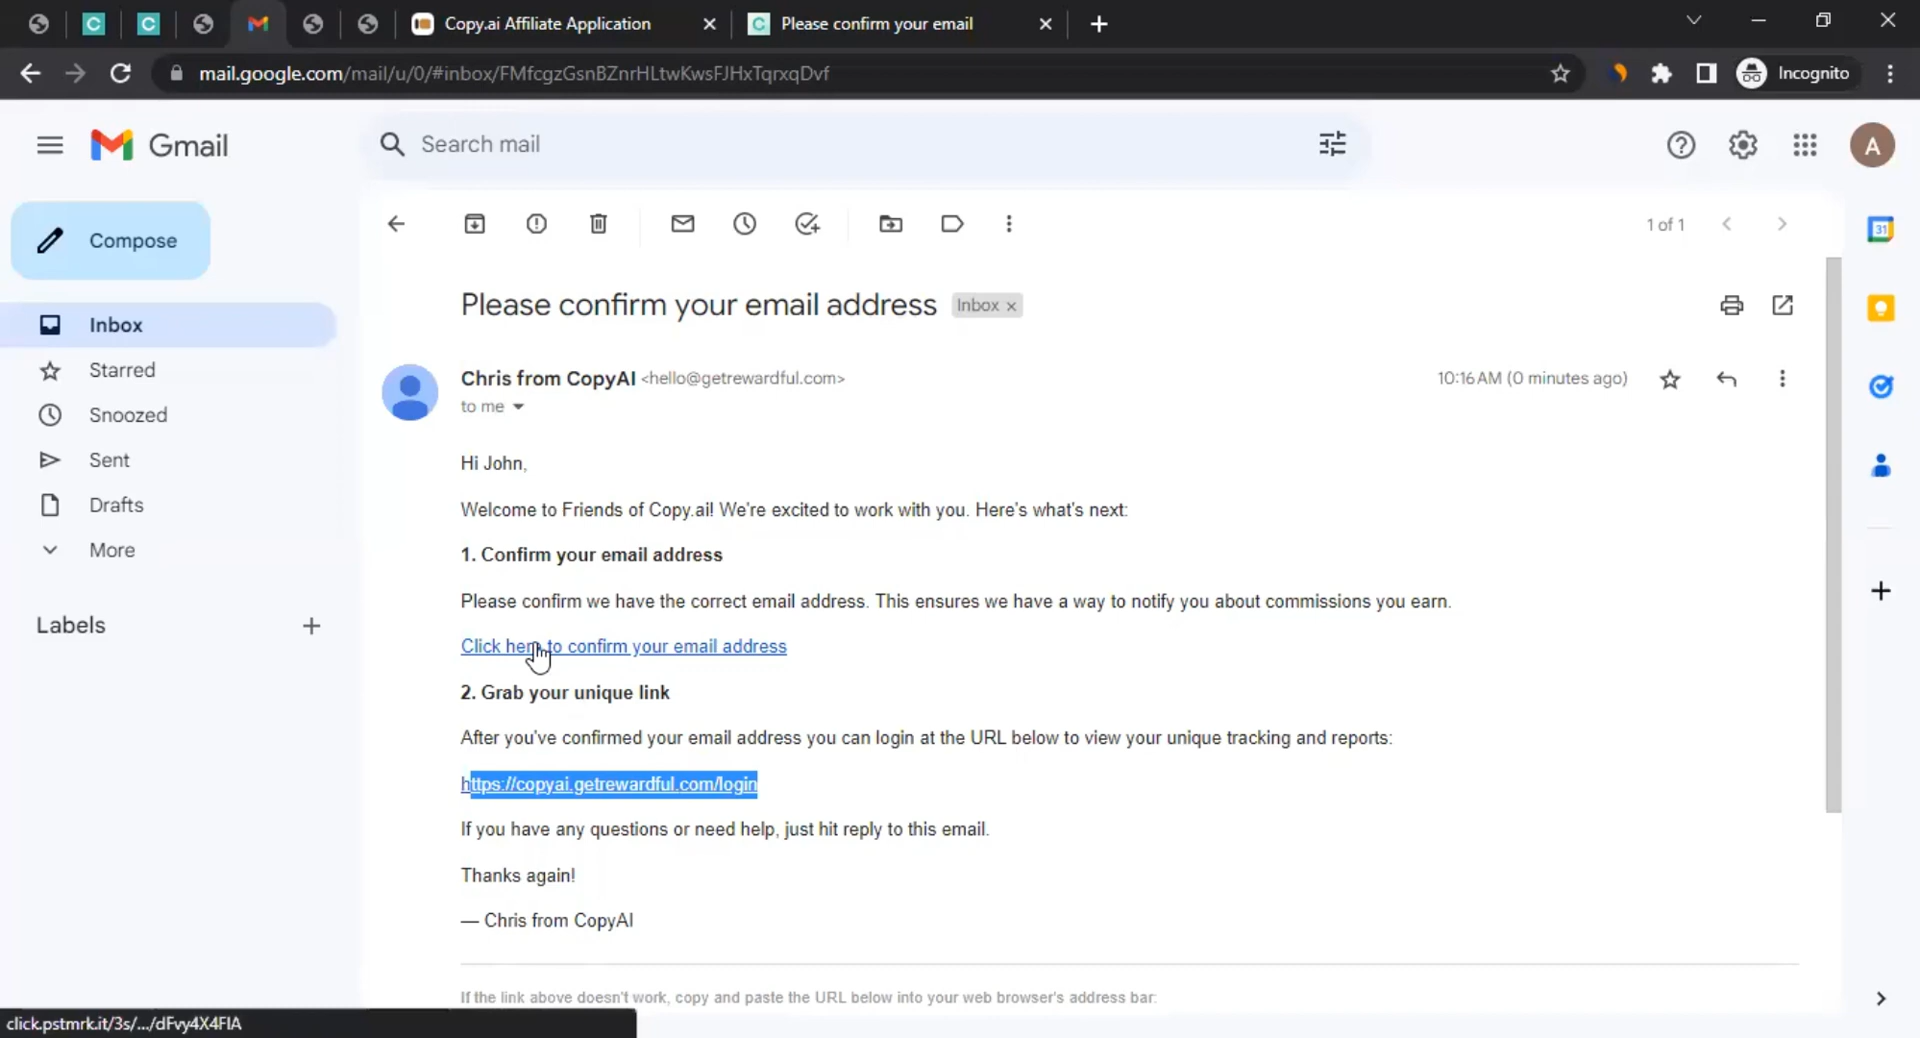 Copy.ai Affiliate Application
Please confirm your email
mail.google.com/mail/u/0/#inbox/FMfcgzGsnBZnrHLtwKwsFJHxTqrxqDvf
Incognito
Gmail
Search mail
A
Compose
1 of 1
31
Please confirm your email address
Inbox x
Inbox
Starred
Chris from CopyAI <hello@getrewardful.com>
10:16 AM (0 minutes ago)
to me
Snoozed
Sent
Hi John,
Drafts
Welcome to Friends of Copy.ai! We're excited to work with you. Here's what's next:
More
1. Confirm your email address
Please confirm we have the correct email address. This ensures we have a way to notify you about commissions you earn.
Labels
Click here to confirm your email address
2. Grab your unique link
After you've confirmed your email address you can login at the URL below to view your unique tracking and reports:
https://copyai.getrewardful.com/login
If you have any questions or need help, just hit reply to this email.
Thanks again!
— Chris from CopyAI
If the link above doesn't work, copy and paste the URL below into your web browser's address bar:
click.pstmrk.it/3s/.../dFvy4X4FIA